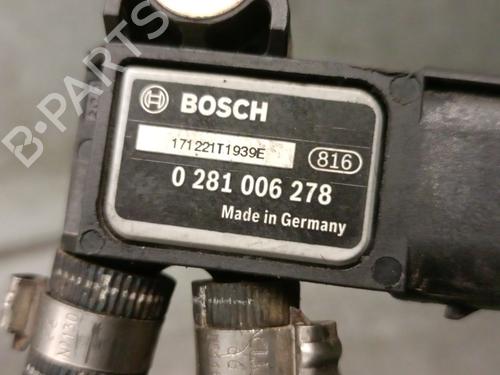 B-PARTS
BOSCH
171221T1939E
816
0 281 006 278
Made in Germany